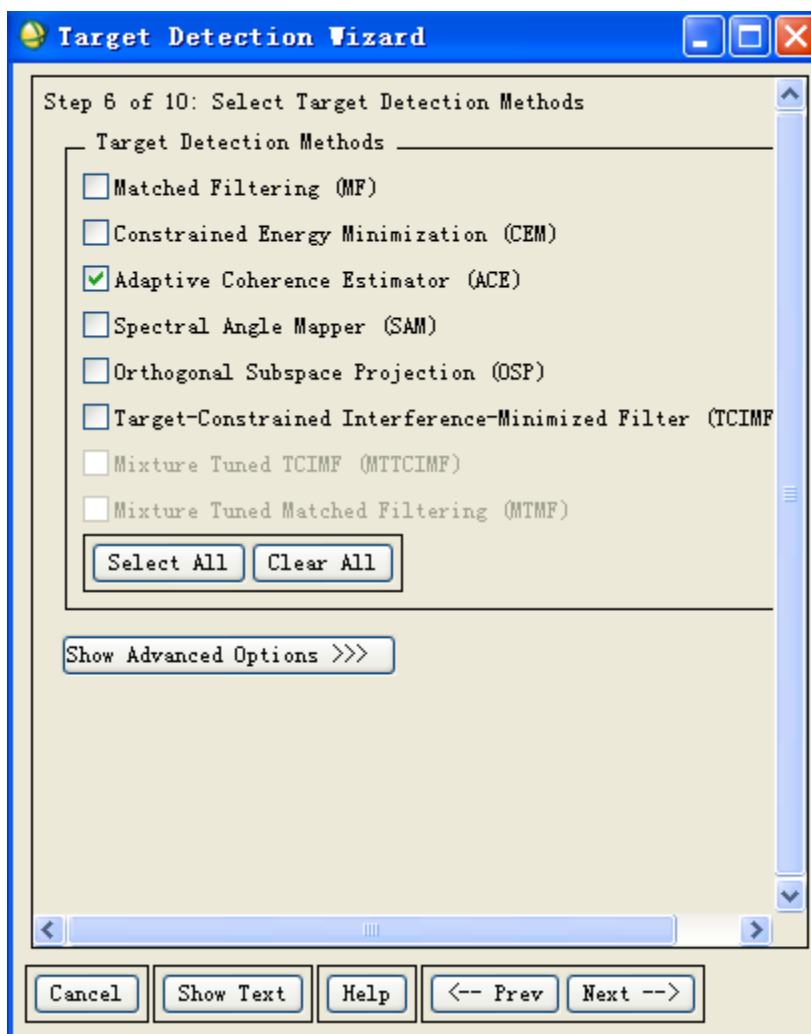 Target Detection Wizard
Step 6 of 10: Select Target Detection Methods
Target Detection Methods
Matched Filtering (MF)
Constrained Energy Minimization (CEM)
Adaptive Coherence Estimator (ACE)
Spectral Angle Mapper (SAM)
Orthogonal Subspace Projection (OSP)
Target-Constrained Interference-Minimized Filter (TCIMF
Mixture Tuned TCIMF (MTTCIMF)
Mixture Tuned Matched Filtering (MTMF)
Select All Clear All
Show Advanced Options >>>
Cancel Show Text Help <-- Prev Next -->